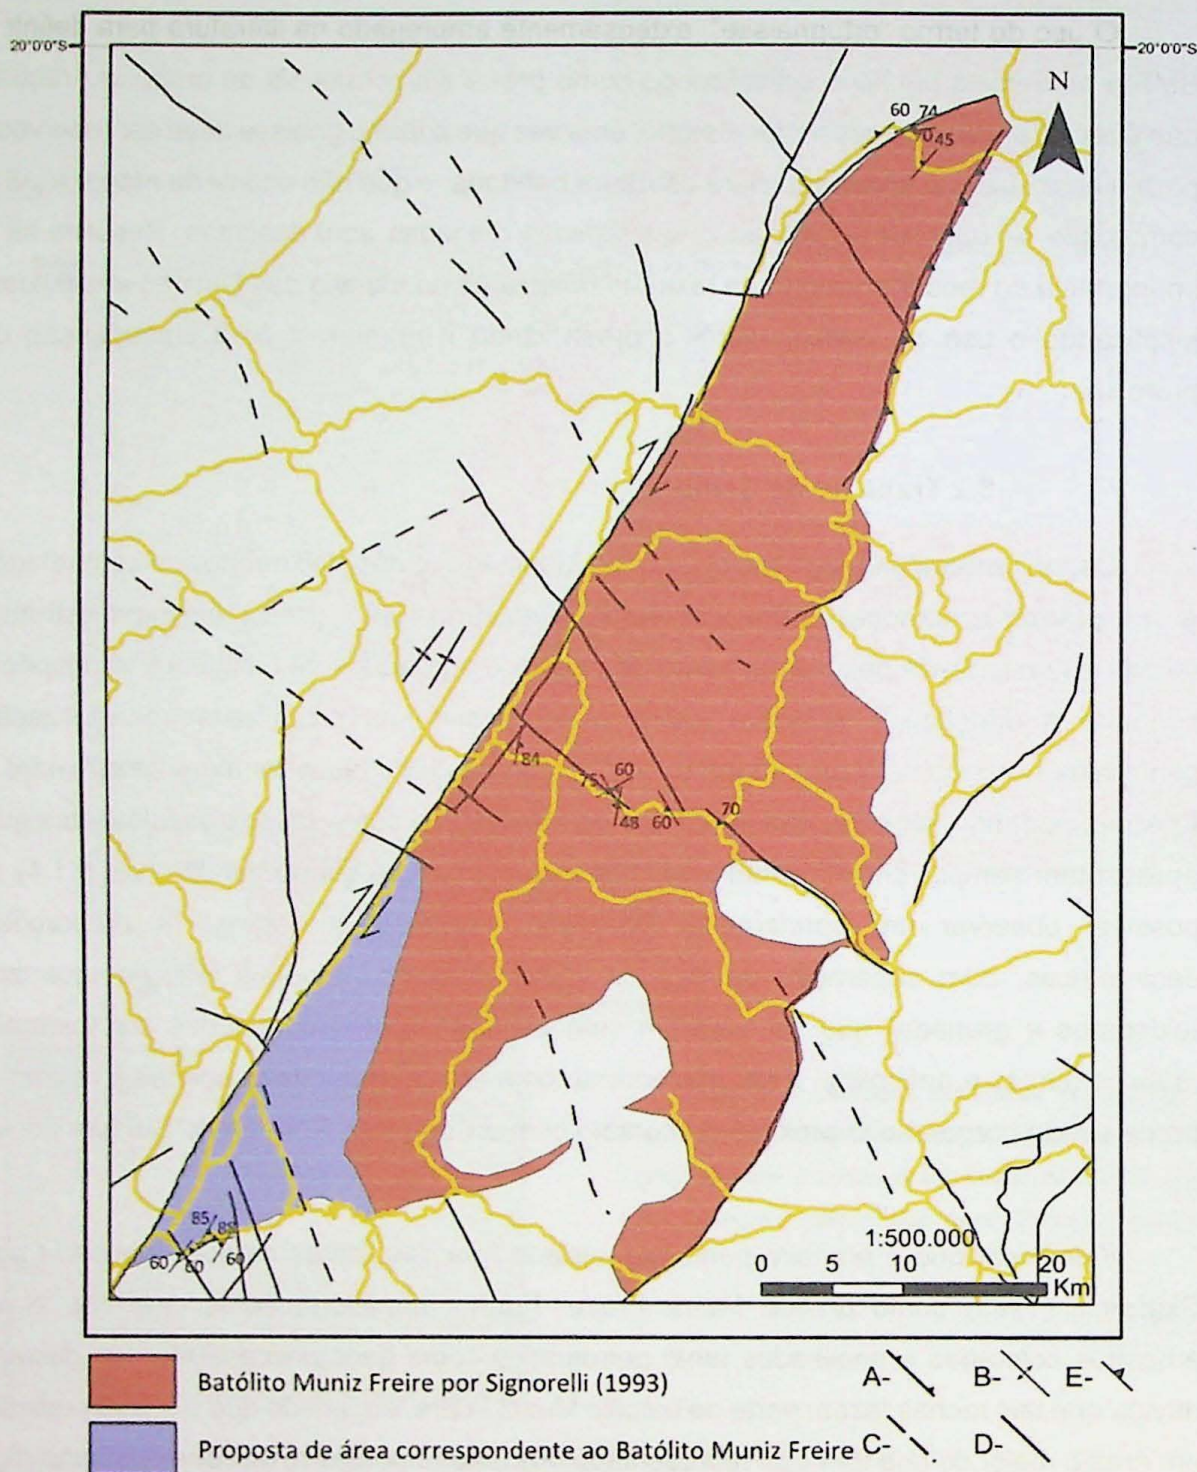 20°0'0"S
20°0'0"S
N
60 74
45
84
75 60
48 60
70
85
88
60 60 60
1:500.000
0 5 10 20
Km
Batólito Muniz Freire por Signorelli (1993)
A- B- E-
Proposta de área correspondente ao Batólito Muniz Freire
C- D-